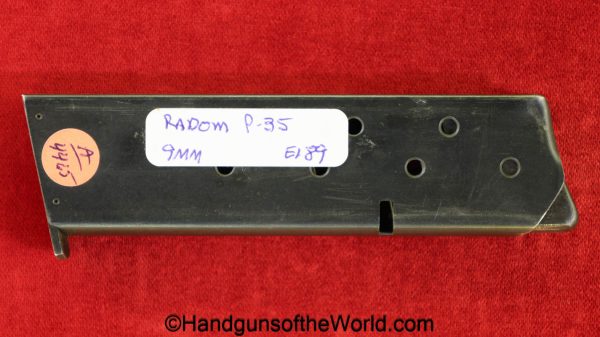 RADOM P-35
9MM E189
A
4465
©HandgunsoftheWorld.com